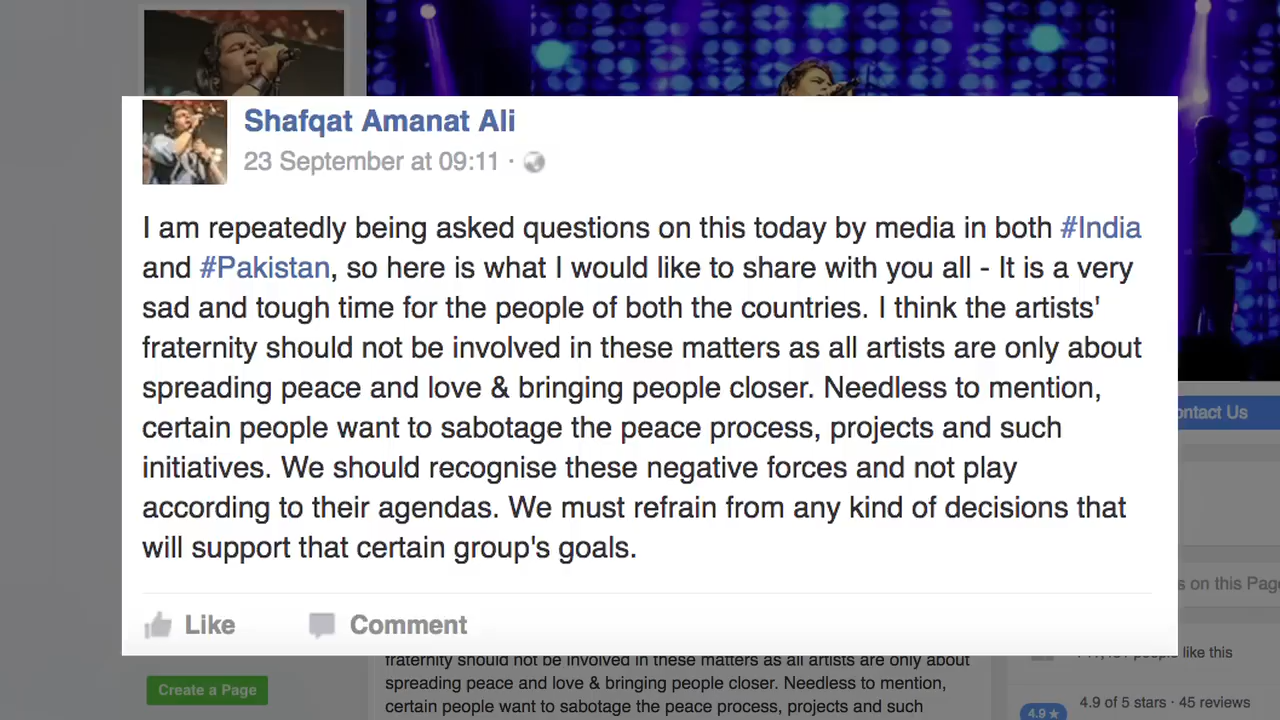 Shafqat Amanat Ali
23 September at 09:11 ·
I am repeatedly being asked questions on this today by media in both #India
and #Pakistan, so here is what I would like to share with you all - It is a very
sad and tough time for the people of both the countries. I think the artists'
fraternity should not be involved in these matters as all artists are only about
spreading peace and love & bringing people closer. Needless to mention,
certain people want to sabotage the peace process, projects and such
initiatives. We should recognise these negative forces and not play
according to their agendas. We must refrain from any kind of decisions that
will support that certain group's goals.
Like Comment
ontact Us
s on this Pag
people like this
4.9 of 5 stars · 45 reviews
4.9★
Create a Page
fraternity should not be involved in these matters as all artists are only about
spreading peace and love & bringing people closer. Needless to mention,
certain people want to sabotage the peace process, projects and such